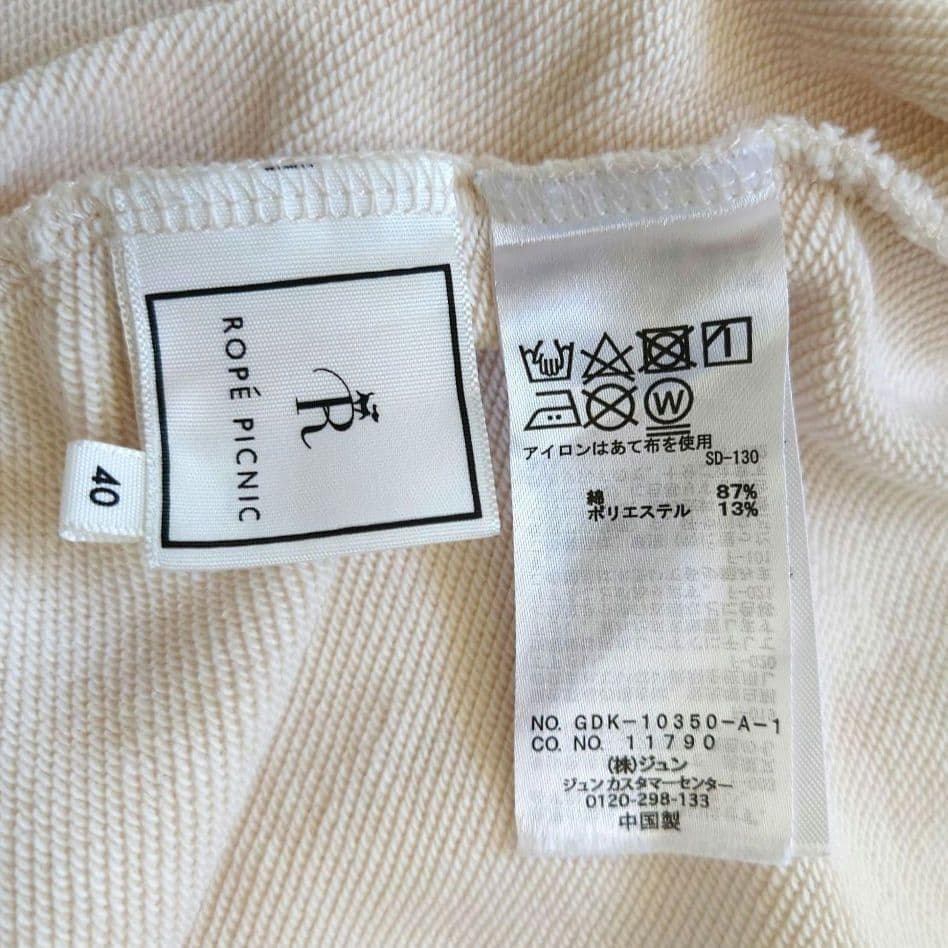 R
ROPÉ PICNIC
40
W
アイロンはあて布を使用
SD-130
綿 87%
ポリエステル 13%
NO. GDK-10350-A-1
CO. NO. 11790
(株)ジュン
ジュンカスタマーセンター
0120-298-133
中国製